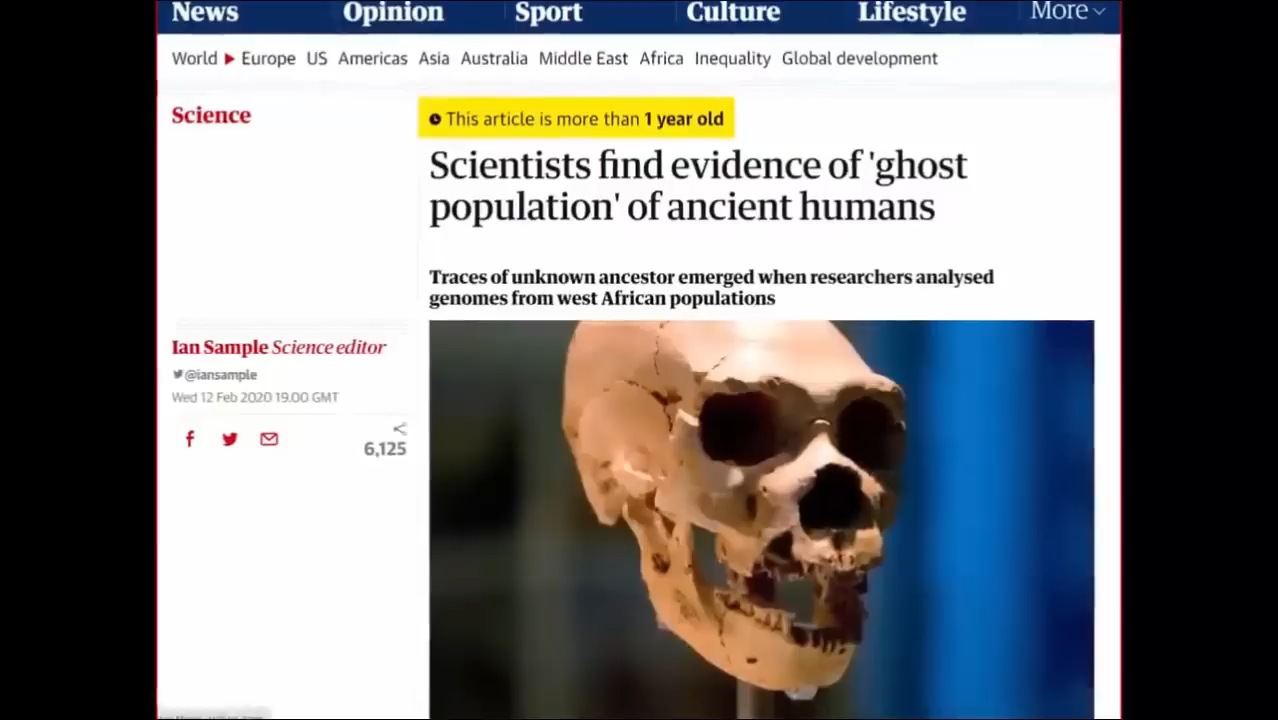 News Opinion Sport Culture Lifestyle More
World Europe US Americas Asia Australia Middle East Africa Inequality Global development
Science
This article is more than 1 year old
Scientists find evidence of 'ghost
population' of ancient humans
Traces of unknown ancestor emerged when researchers analysed
genomes from west African populations
Ian Sample Science editor
@iansample
Wed 12 Feb 2020 19.00 GMT
6,125